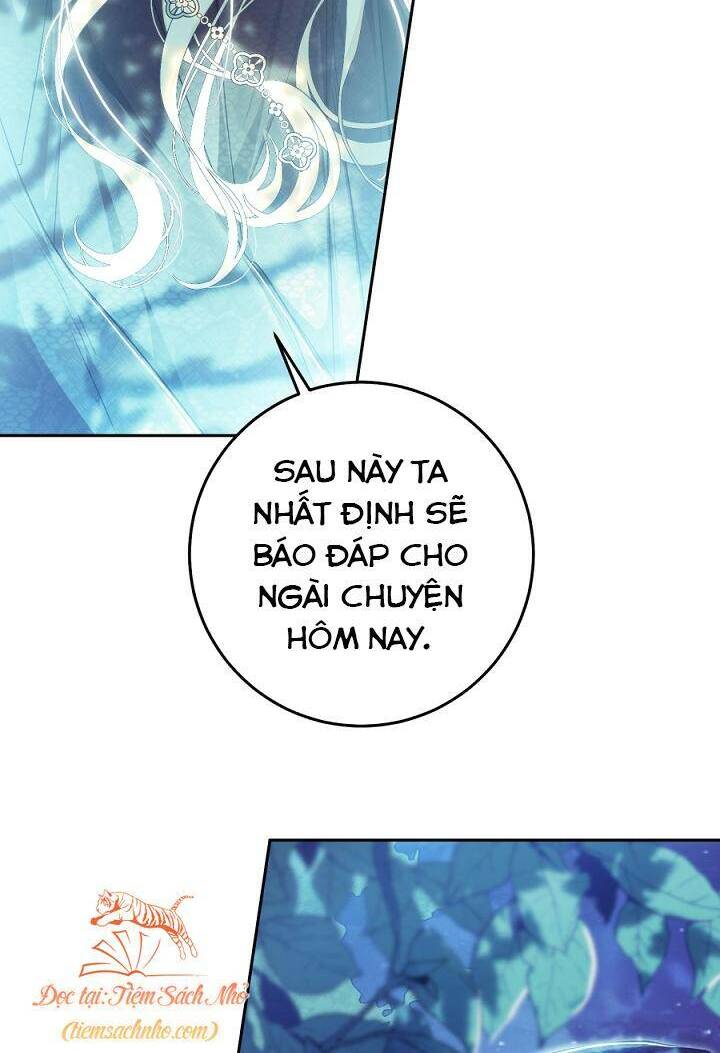 SAU NÀY TA
NHẤT ĐỊNH SẼ
BÁO ĐÁP CHO
NGÀI CHUYỆN
HÔM NAY.
Đọc tại: Tiệm Sách Nhỏ
(tiemsachnho.com)